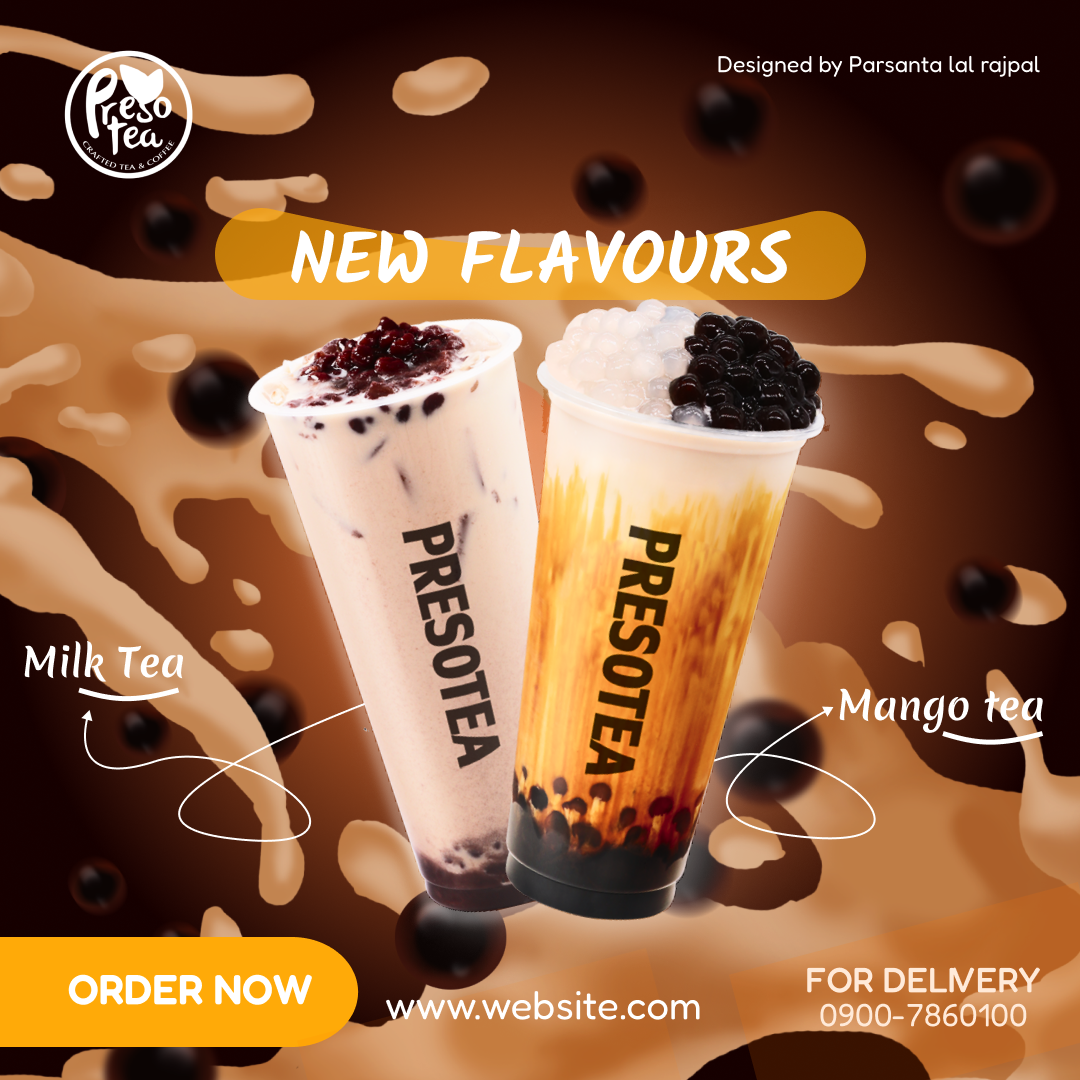 Preso
tea
CRAFTED TEA & COFFEE
Designed by Parsanta lal rajpal
NEW FLAVOURS
PRESOTEA
PRESOTEA
Milk Tea
Mango tea
ORDER NOW
www.website.com
FOR DELIVERY
0900-7860100